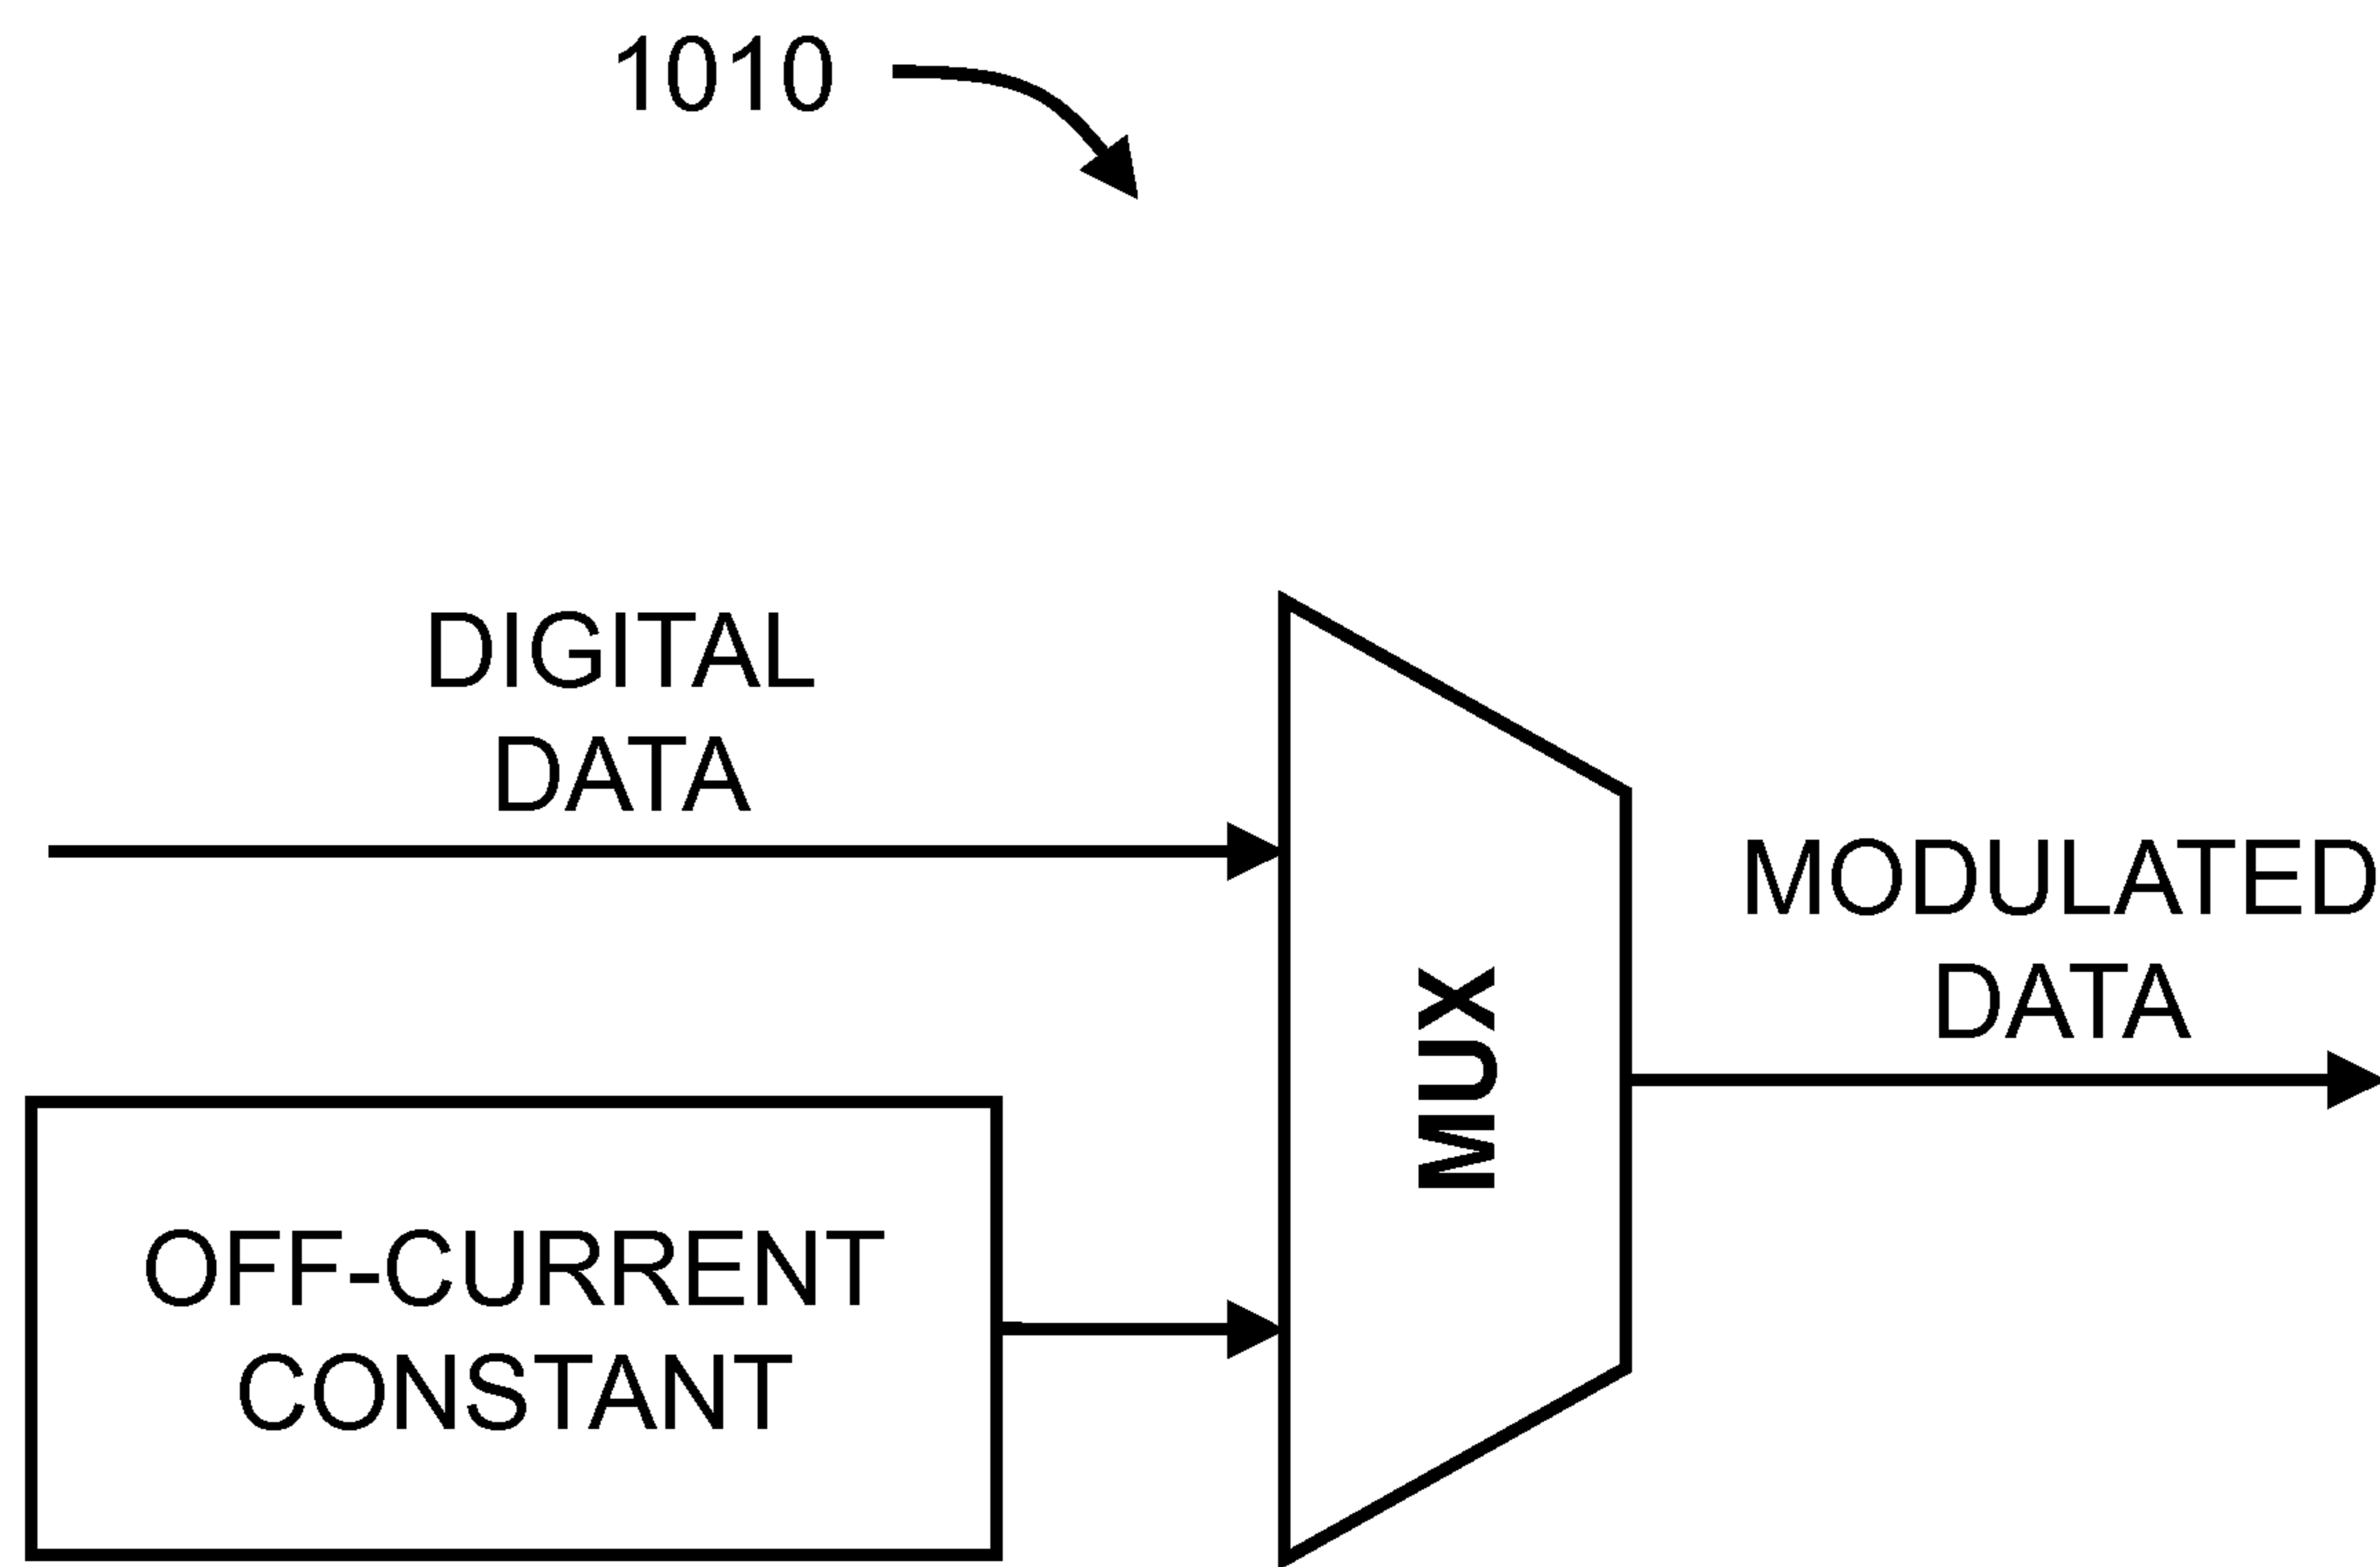 1010
DIGITAL
DATA
MODULATED
DATA
MUX
OFF-CURRENT
CONSTANT